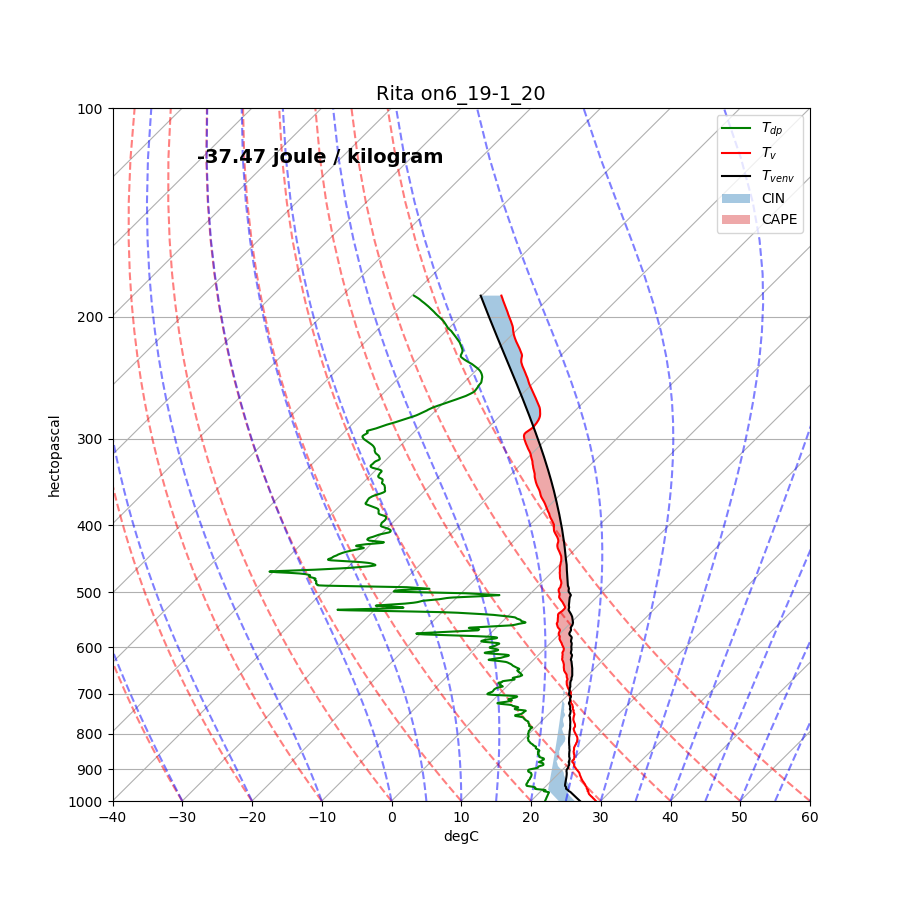 Rita on6_19-1_20
-37.47 joule / kilogram
T_dp
T_v
T_venv
CIN
CAPE
100
200
300
400
500
600
700
800
900
1000
hectopascal
−40 −30 −20 −10 0 10 20 30 40 50 60
degC